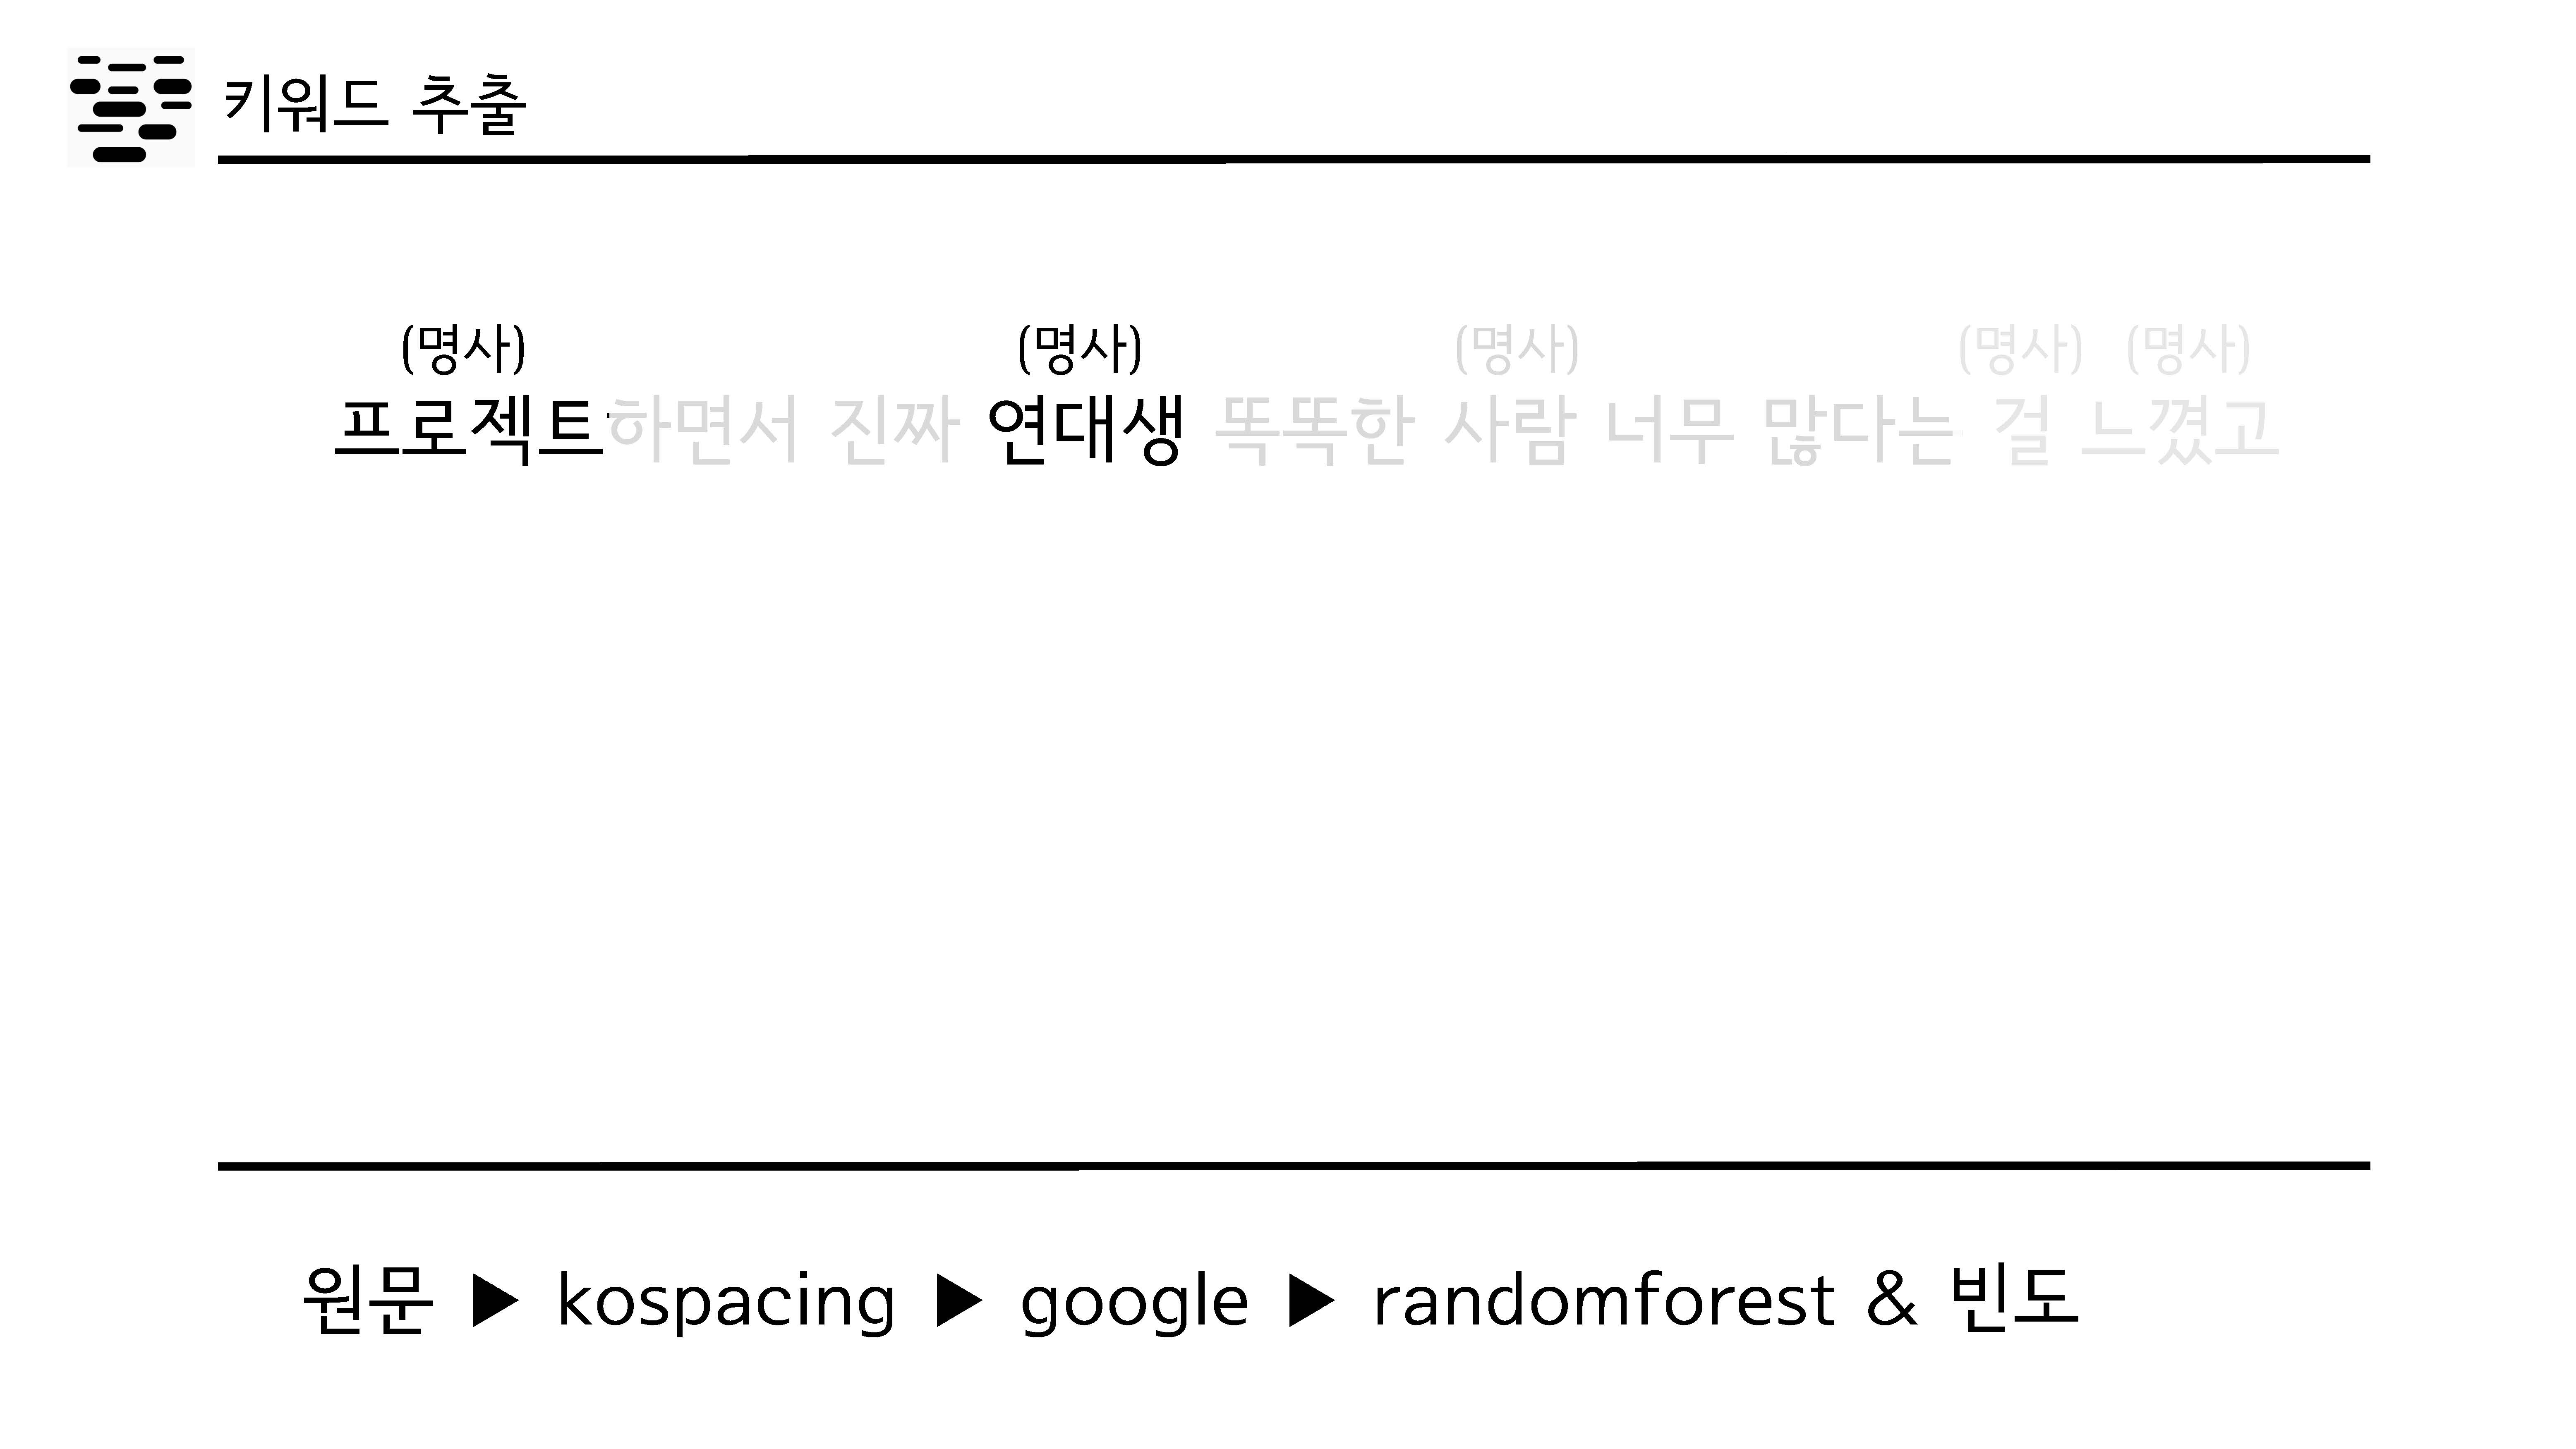 키워드 추출
(명사) (명사) (명사) (명사) (명사)
프로젝트하면서 진짜 연대생 똑똑한 사람 너무 많다는 걸 느꼈고
원문 ▶ kospacing ▶ google ▶ randomforest & 빈도